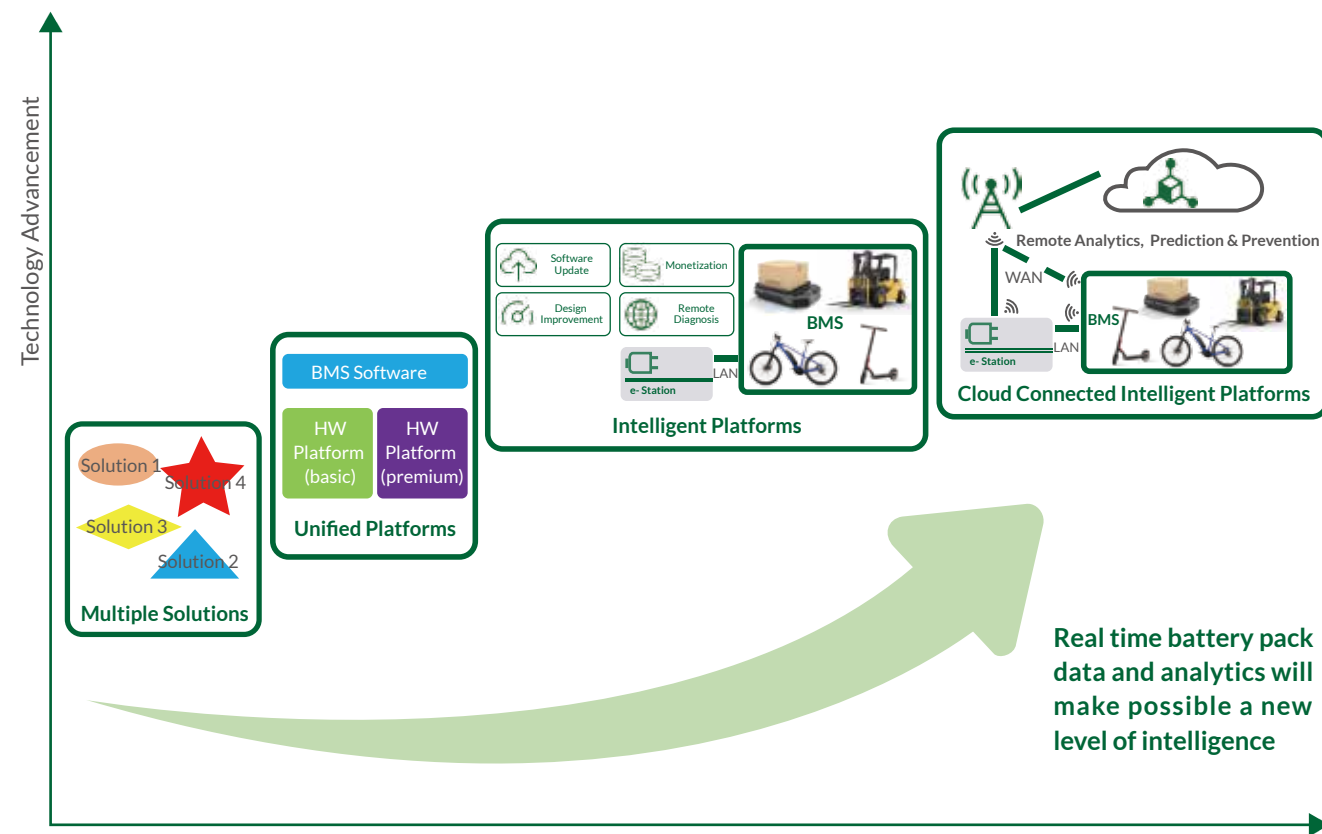 Technology Advancement
Solution 1
Solution 4
Solution 3
Solution 2
Multiple Solutions
BMS Software
HW
Platform
(basic)
HW
Platform
(premium)
Unified Platforms
Software
Update
Monetization
Design
Improvement
Remote
Diagnosis
BMS
e- Station
LAN
Intelligent Platforms
Remote Analytics, Prediction & Prevention
WAN
BMS
LAN
e- Station
Cloud Connected Intelligent Platforms
Real time battery pack
data and analytics will
make possible a new
level of intelligence